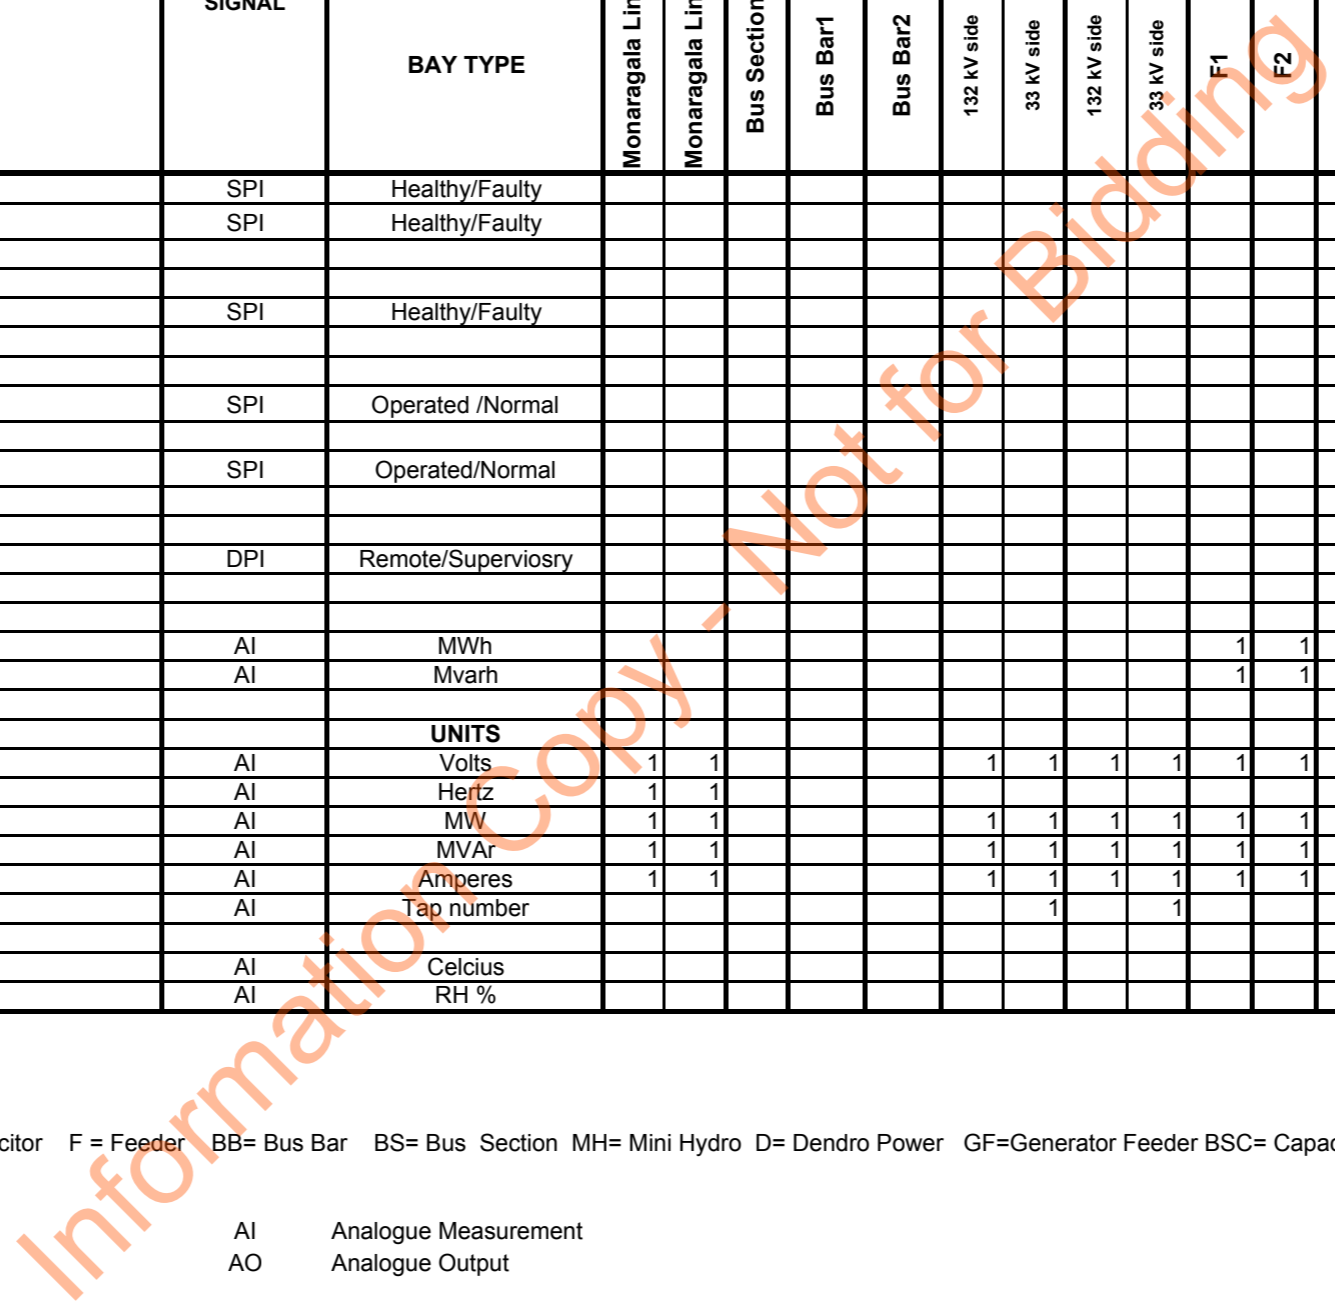 SIGNAL
BAY TYPE
Monaragala Lin
Monaragala Lin
Bus Section
Bus Bar1
Bus Bar2
132 kV side
33 kV side
132 kV side
33 kV side
F1
F2
SPI Healthy/Faulty
SPI Healthy/Faulty
SPI Healthy/Faulty
SPI Operated /Normal
SPI Operated/Normal
DPI Remote/Superviosry
AI MWh 1 1
AI Mvarh 1 1
UNITS
AI Volts 1 1 1 1 1 1 1 1
AI Hertz 1 1
AI MW 1 1 1 1 1 1 1 1
AI MVAr 1 1 1 1 1 1 1 1
AI Amperes 1 1 1 1 1 1 1 1
AI Tap number 1 1
AI Celcius
AI RH %
citor F = Feeder BB= Bus Bar BS= Bus Section MH= Mini Hydro D= Dendro Power GF=Generator Feeder BSC= Capac
AI Analogue Measurement
AO Analogue Output
Information Copy - Not for Bidding